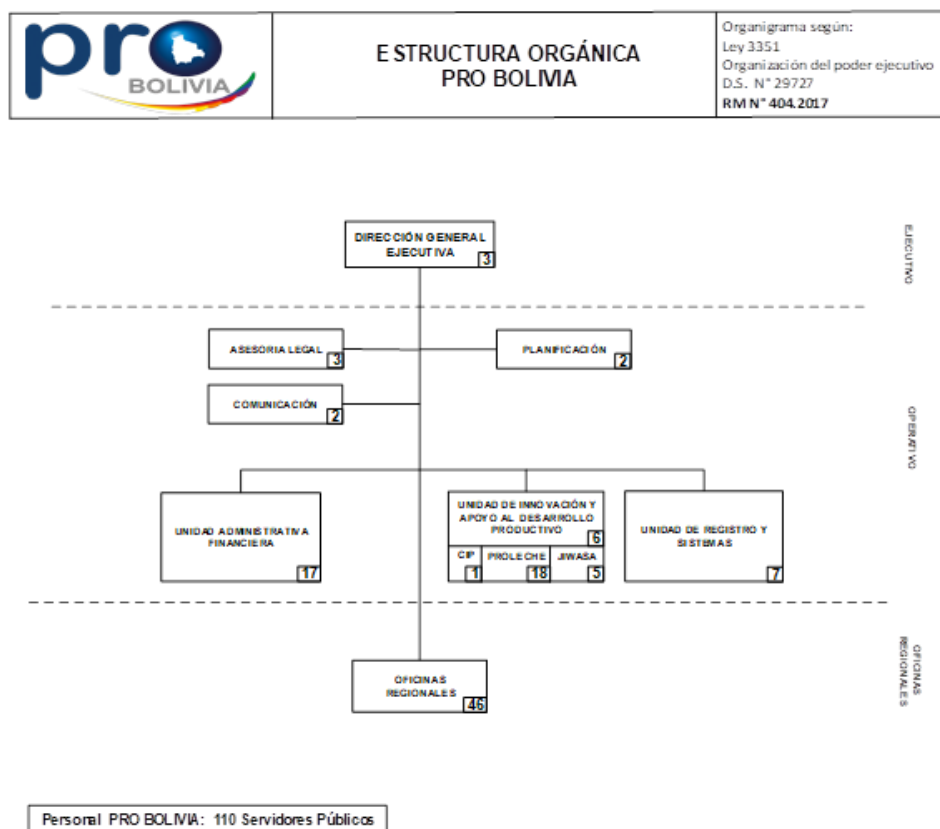 pro
BOLIVIA
ESTRUCTURA ORGÁNICA
PRO BOLIVIA
Organigrama según:
Ley 3351
Organización del poder ejecutivo
D.S. N° 29727
RM N° 404.2017
DIRECCIÓN GENERAL
EJECUTIVA
3
EJECUTIVO
ASESORIA LEGAL
3
PLANIFICACIÓN
2
COMUNICACIÓN
2
OPERATIVO
UNIDAD ADMINISTRATIVA
FINANCIERA
17
UNIDAD DE INNOVACIÓN Y
APOYO AL DESARROLLO
PRODUCTIVO
6
CIP
1
PROLECHE
18
JIWASA
5
UNIDAD DE REGISTRO Y
SISTEMAS
7
OFICINAS
REGIONALES
46
OFICINAS
REGIONALES
Personal PRO BOLIVIA: 110 Servidores Públicos